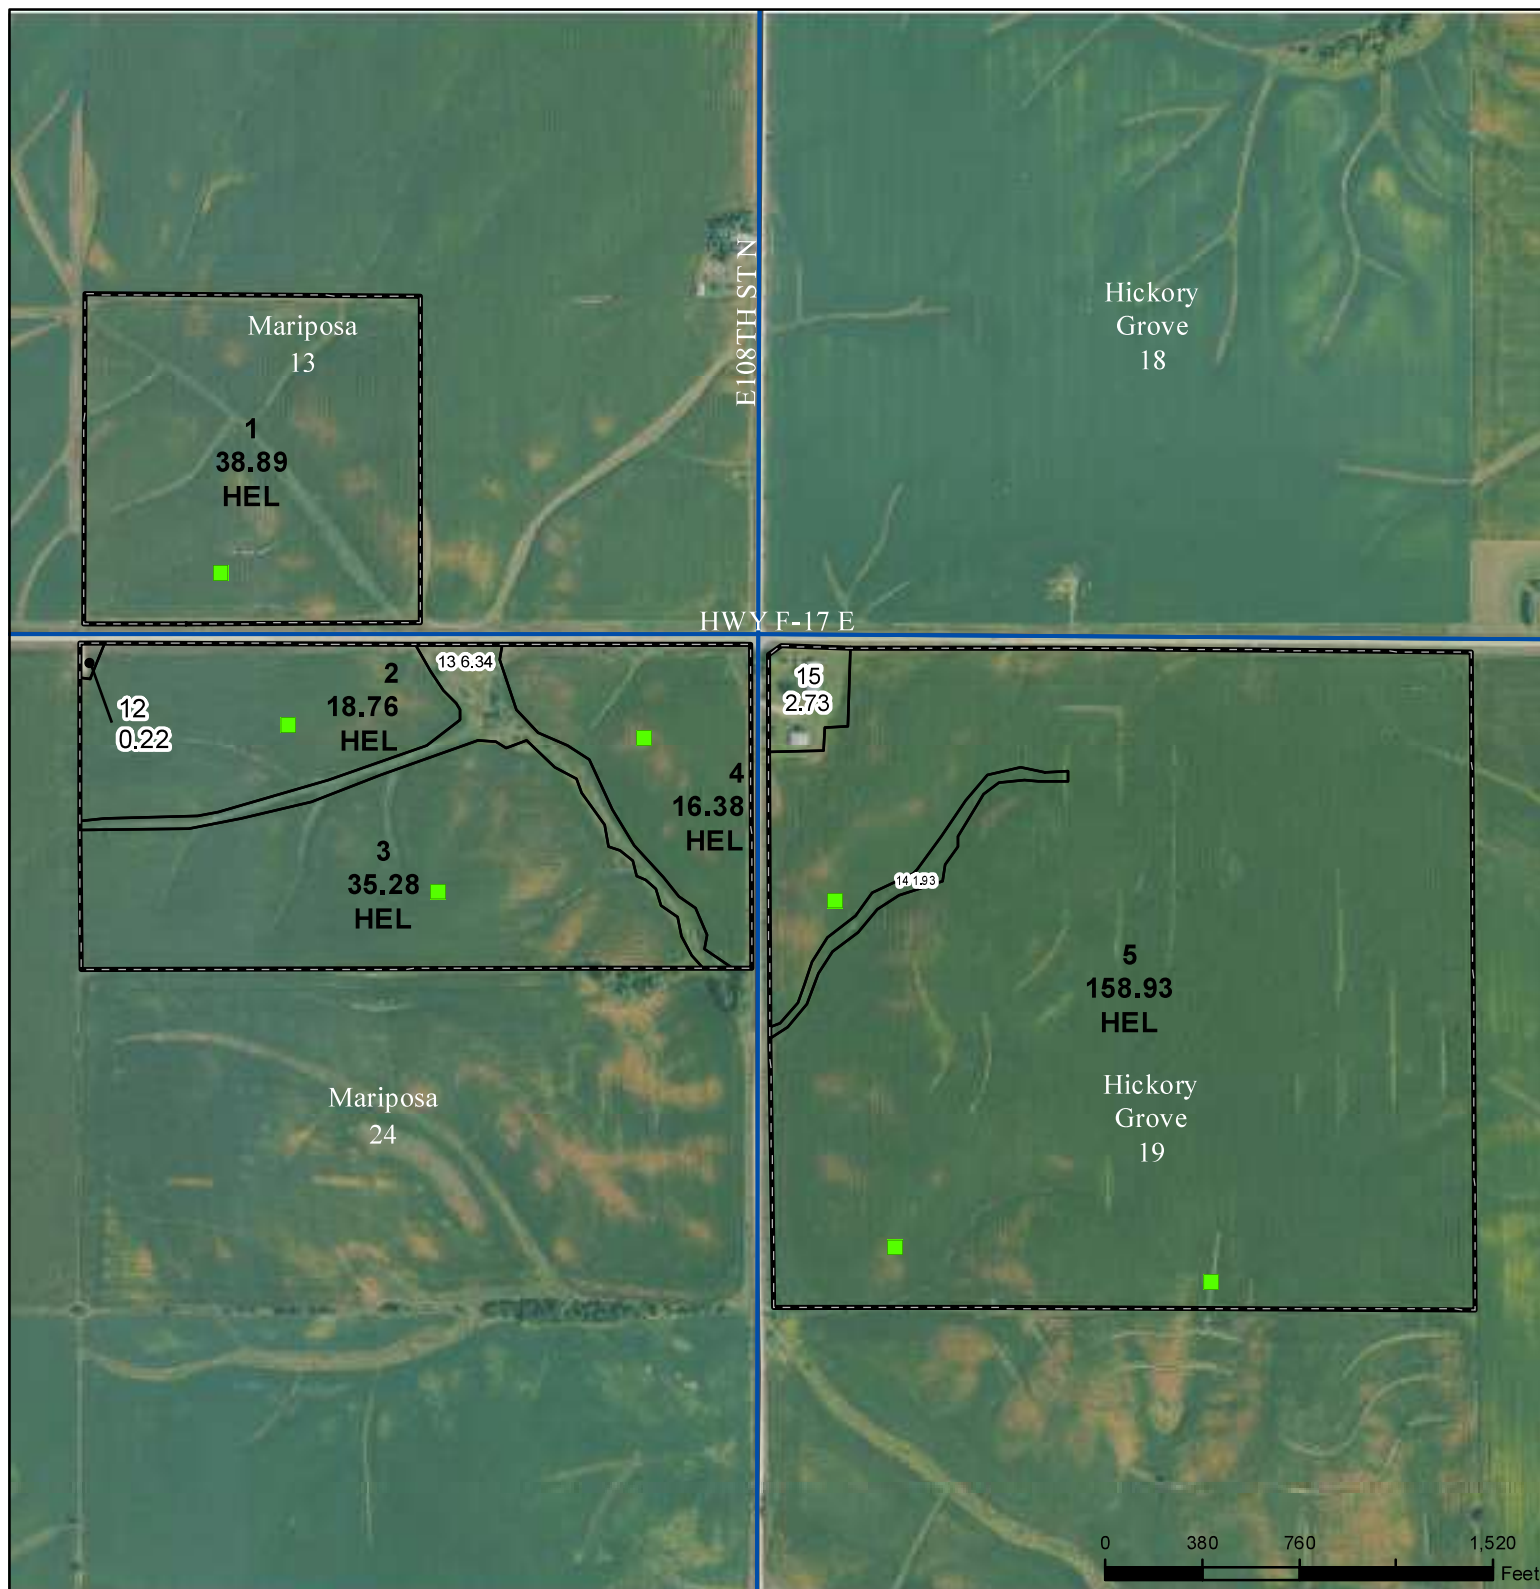 Hickory
Grove
18
Mariposa
13
E108TH ST N
1
38.89
HEL
HWY F-17 E
13 6.34
2
18.76
HEL
12
0.22
15
2.73
4
16.38
HEL
3
35.28
HEL
14 1.93
5
158.93
HEL
Mariposa
24
Hickory
Grove
19
0 380 760 1,520
Feet